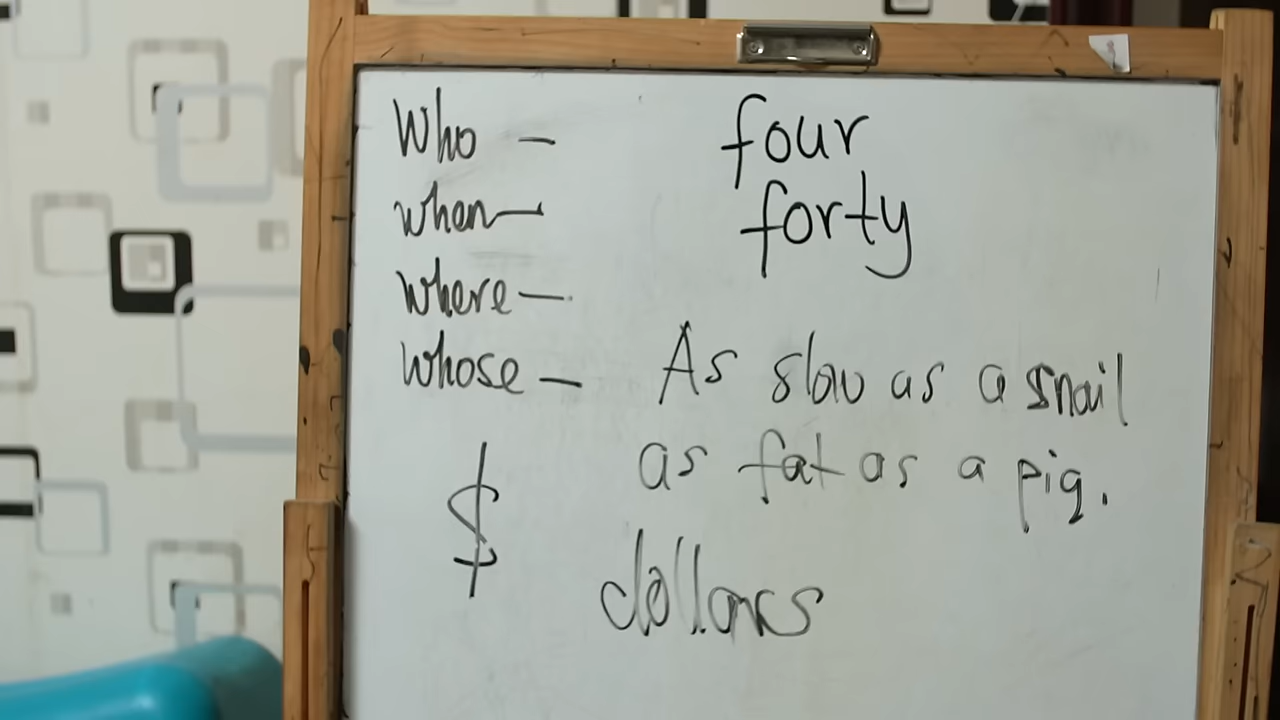 Who –
four
when –
forty
where –
whose –
As slow as a snail
as fat as a pig.
$
dollars